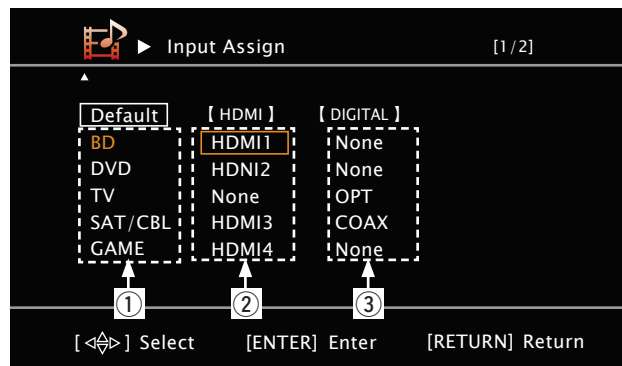 ▶ Input Assign [1/2]
Default 【 HDMI 】 【 DIGITAL 】
BD HDMI1 None
DVD HDNI2 None
TV None OPT
SAT/CBL HDMI3 COAX
GAME HDMI4 None
① ② ③
[◁△▽▷] Select [ENTER] Enter [RETURN] Return